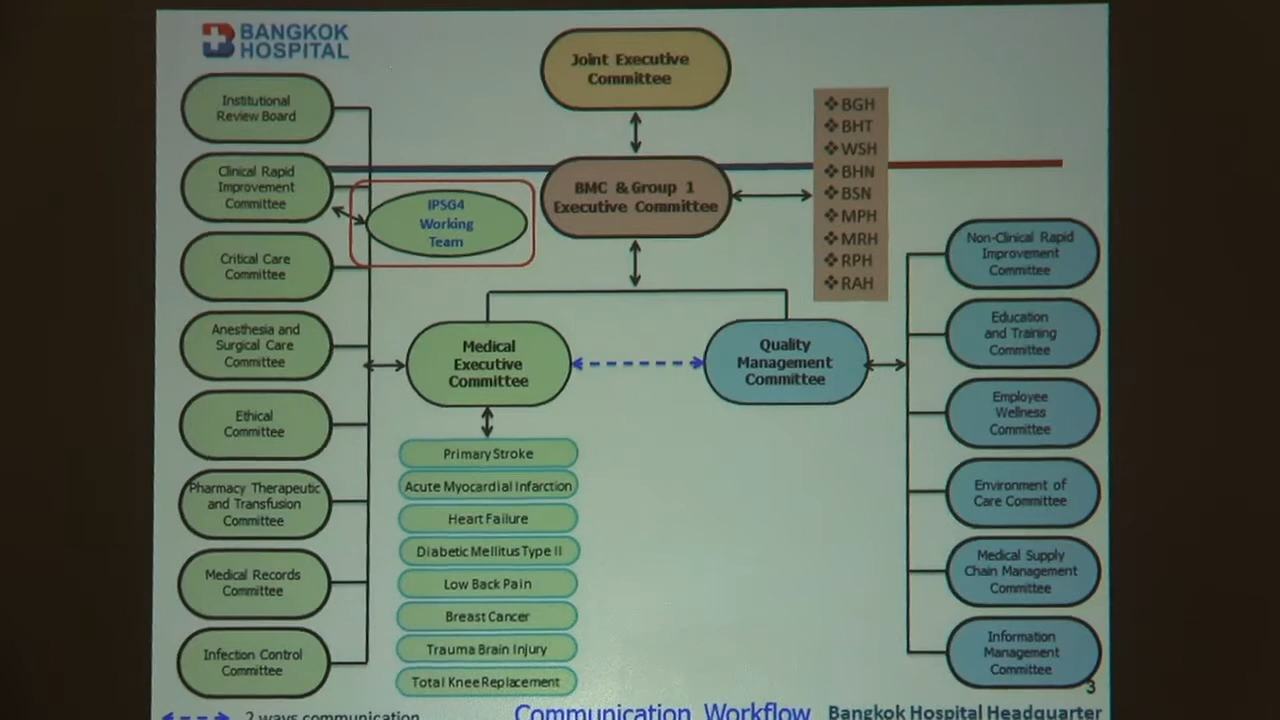 BANGKOK
HOSPITAL
Joint Executive
Committee
BMC & Group 1
Executive Committee
❖ BGH
❖ BHT
❖ WSH
❖ BHN
❖ BSN
❖ MPH
❖ MRH
❖ RPH
❖ RAH
Institutional
Review Board
Clinical Rapid
Improvement
Committee
IPSG4
Working
Team
Critical Care
Committee
Anesthesia and
Surgical Care
Committee
Ethical
Committee
Pharmacy Therapeutic
and Transfusion
Committee
Medical Records
Committee
Infection Control
Committee
Medical
Executive
Committee
Quality
Management
Committee
Primary Stroke
Acute Myocardial Infarction
Heart Failure
Diabetic Mellitus Type II
Low Back Pain
Breast Cancer
Trauma Brain Injury
Total Knee Replacement
Non-Clinical Rapid
Improvement
Committee
Education
and Training
Committee
Employee
Wellness
Committee
Environment of
Care Committee
Medical Supply
Chain Management
Committee
Information
Management
Committee
3
2 ways communication
Communication Workflow
Bangkok Hospital Headquarter